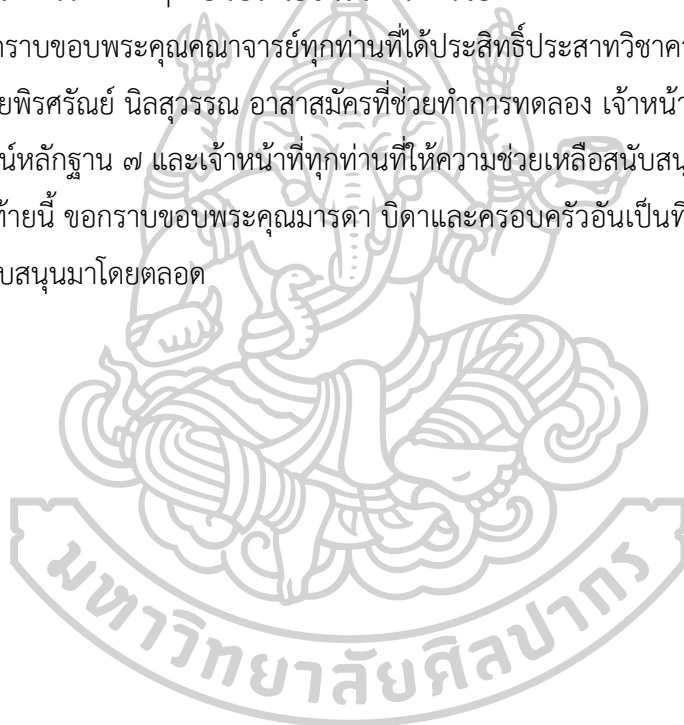 ราบขอบพระคุณคณาจารย์ทุกท่านที่ได้ประสิทธิ์ประสาทวิชาคว
ยพิรศรัณย์ นิลสุวรรณ อาสาสมัครที่ช่วยทำการทดลอง เจ้าหน้า
น์หลักฐาน ๗ และเจ้าหน้าที่ทุกท่านที่ให้ความช่วยเหลือสนับสนุ
ท้ายนี้ ขอกราบขอบพระคุณมารดา บิดาและครอบครัวอันเป็นที
บสนุนมาโดยตลอด
มหาวิทยาลัยศิลปากร